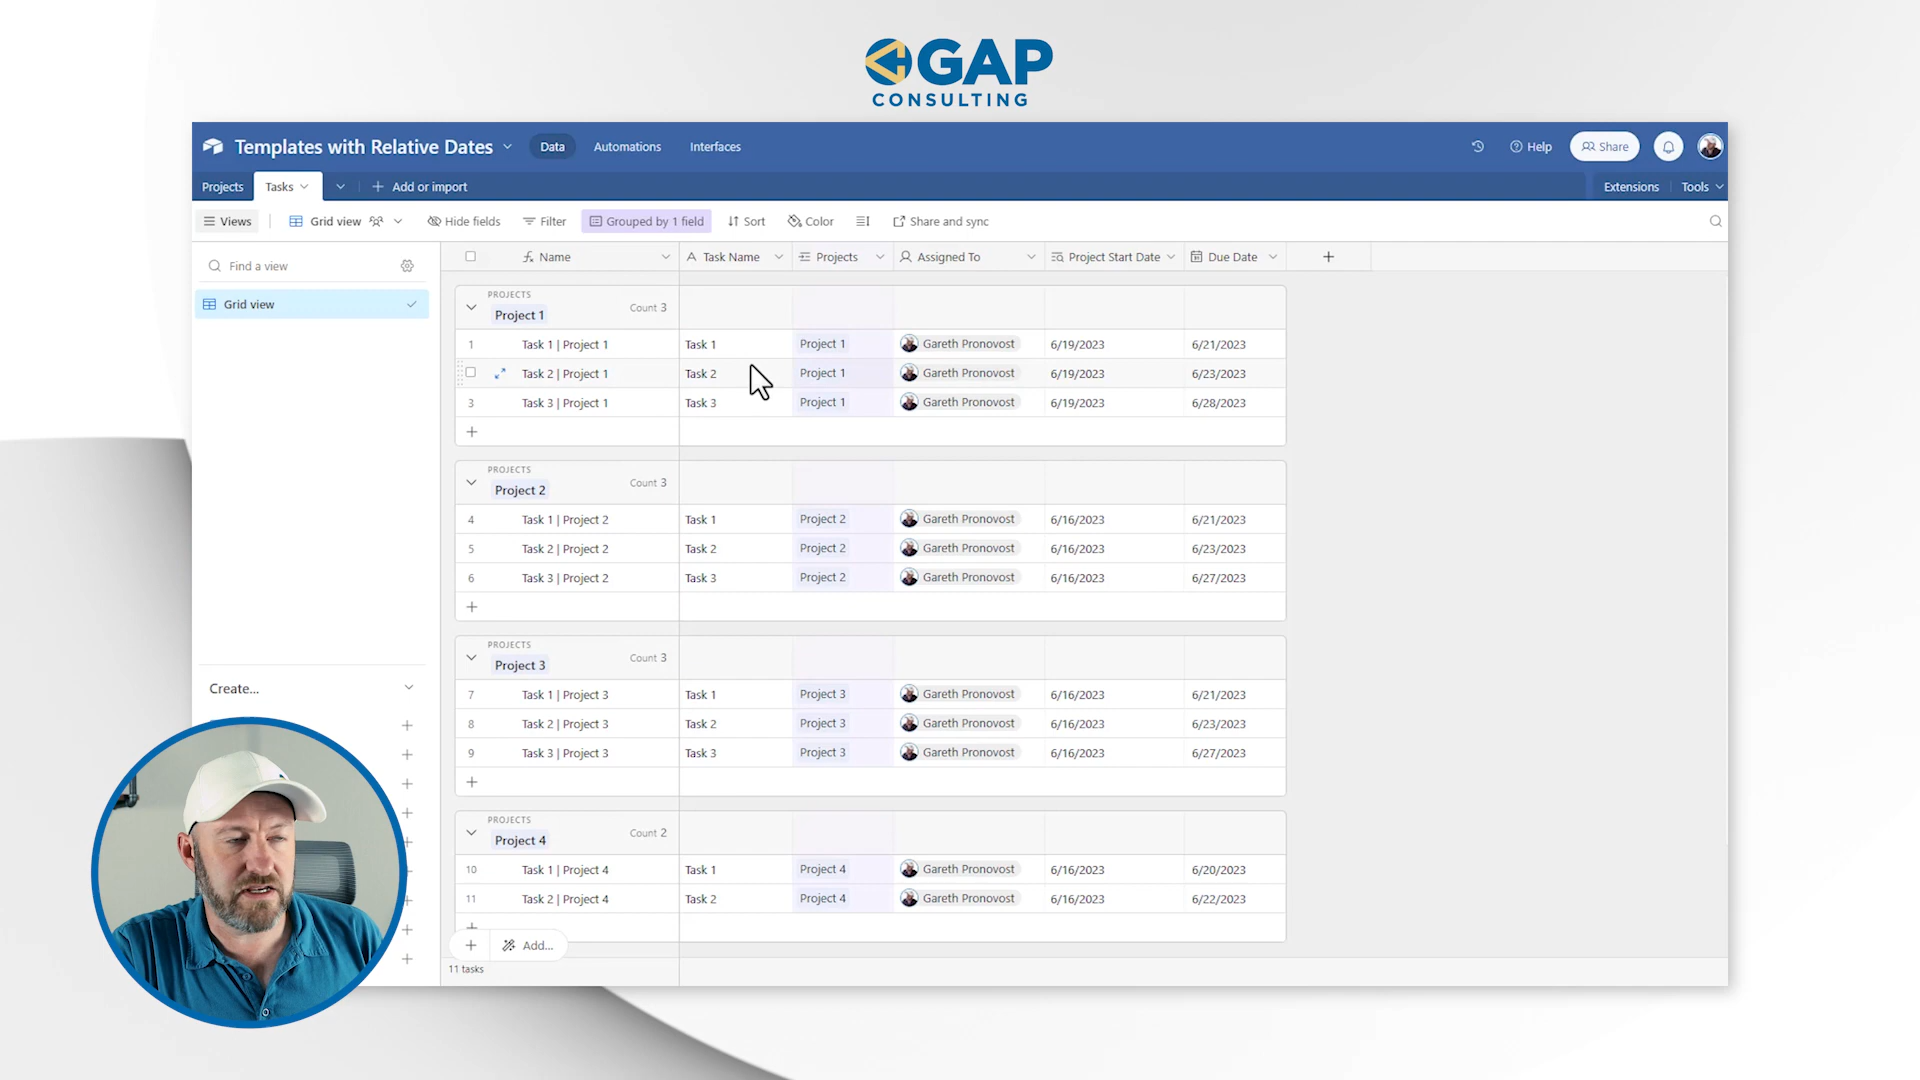 GAP
CONSULTING
Templates with Relative Dates
Data
Automations
Interfaces
Help
Share
Projects
Tasks
Add or import
Extensions
Tools
Views
Grid view
Hide fields
Filter
Grouped by 1 field
Sort
Color
Share and sync
Find a view
Grid view
Create...
Name
Task Name
Projects
Assigned To
Project Start Date
Due Date
PROJECTS
Project 1
Count 3
1 Task 1 | Project 1 Task 1 Project 1 Gareth Pronovost 6/19/2023 6/21/2023
Task 2 | Project 1 Task 2 Project 1 Gareth Pronovost 6/19/2023 6/23/2023
3 Task 3 | Project 1 Task 3 Project 1 Gareth Pronovost 6/19/2023 6/28/2023
PROJECTS
Project 2
Count 3
4 Task 1 | Project 2 Task 1 Project 2 Gareth Pronovost 6/16/2023 6/21/2023
5 Task 2 | Project 2 Task 2 Project 2 Gareth Pronovost 6/16/2023 6/23/2023
6 Task 3 | Project 2 Task 3 Project 2 Gareth Pronovost 6/16/2023 6/27/2023
PROJECTS
Project 3
Count 3
7 Task 1 | Project 3 Task 1 Project 3 Gareth Pronovost 6/16/2023 6/21/2023
8 Task 2 | Project 3 Task 2 Project 3 Gareth Pronovost 6/16/2023 6/23/2023
9 Task 3 | Project 3 Task 3 Project 3 Gareth Pronovost 6/16/2023 6/27/2023
PROJECTS
Project 4
Count 2
10 Task 1 | Project 4 Task 1 Project 4 Gareth Pronovost 6/16/2023 6/20/2023
11 Task 2 | Project 4 Task 2 Project 4 Gareth Pronovost 6/16/2023 6/22/2023
Add...
11 tasks